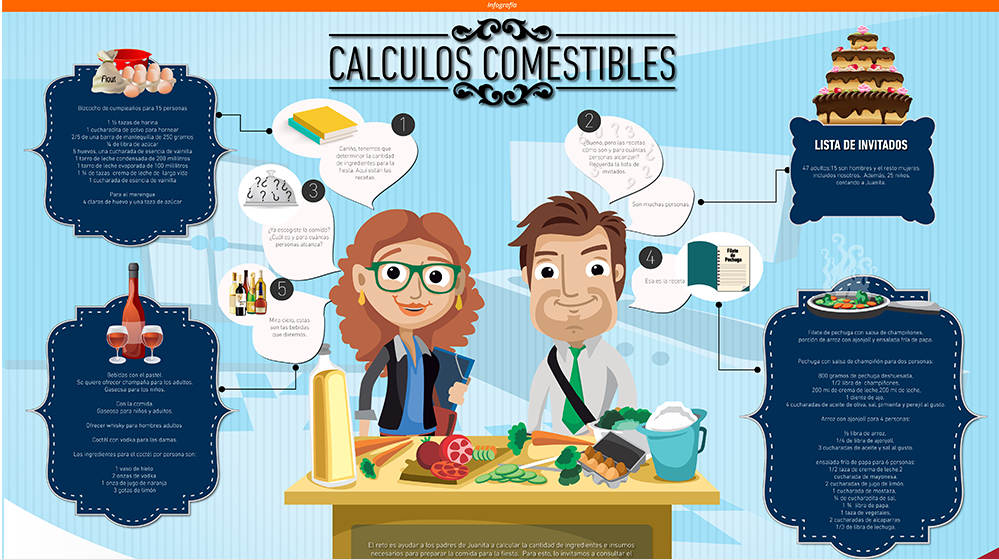 Infografía
CALCULOS COMESTIBLES
Flour
Bizcocho de cumpleaños para 15 personas
1 ½ tazas de harina
1 cucharadita de polvo para hornear
2/5 de una barra de mantequilla de 250 gramos
¾ de libra de azúcar
5 huevos, una cucharada de esencia de vainilla
1 tarro de leche condensada de 200 mililitros
1 tarro de leche evaporada de 100 mililitros
1 ¾ de tazas crema de leche de largo vida
1 cucharada de esencia de vainilla
Para el merengue
4 claras de huevo y una taza de azúcar
1
Cariño, tenemos que
determinar la cantidad
de ingredientes para la
fiesta. Aquí están las
recetas.
2
¿Bueno, pero las recetas
cómo son y para cuántas
personas alcanzan?
Recuerda la lista de
invitados.
Son muchas personas.
LISTA DE INVITADOS
47 adultos,15 son hombres y el resto mujeres,
incluidos nosotros. Además, 25 niños,
contando a Juanita.
3
¿Ya escogiste la comida?
¿Cuál es y para cuántas
personas alcanza?
4
Esa es la receta
Filete
de
Pechuga
5
Mira cielo, estas
son las bebidas
que daremos.
Bebidas con el pastel.
Se quiere ofrecer champaña para los adultos.
Gaseosa para los niños.
Con la comida
Gaseosa para niños y adultos.
Ofrecer whisky para hombres adultos
Coctél con vodka para las damas.
Los ingredientes para el coctél por persona son:
1 vaso de hielo
2 onzas de vodka
1 onza de jugo de naranja
3 gotas de limón
Filete de pechuga con salsa de champiñones,
porción de arroz con ajonjolí y ensalada fría de papa.
Pechuga con salsa de champiñón para dos personas:
800 gramos de pechuga deshuesada,
1/2 libra de champiñones,
200 ml de crema de leche,200 ml de leche,
1 diente de ajo,
4 cucharadas de aceite de oliva, sal, pimienta y perejil al gusto.
Arroz con ajonjolí para 4 personas:
½ libra de arroz,
1/4 de libra de ajonjolí,
3 cucharadas de aceite y sal al gusto.
ensalada fría de papa para 6 personas:
1/2 taza de crema de leche,2
cucharada de mayonesa,
2 cucharadas de jugo de limón,
1 cucharada de mostaza,
¼ de cucharadita de sal,
1 ¾ libra de papa,
1 taza de vegetales,
2 cucharadas de alcaparras
1/3 de libra de lechuga.
El reto es ayudar a los padres de Juanita a calcular la cantidad de ingredientes e insumos
necesarios para preparar la comida para la fiesta. Para esto, lo invitamos a consultar el